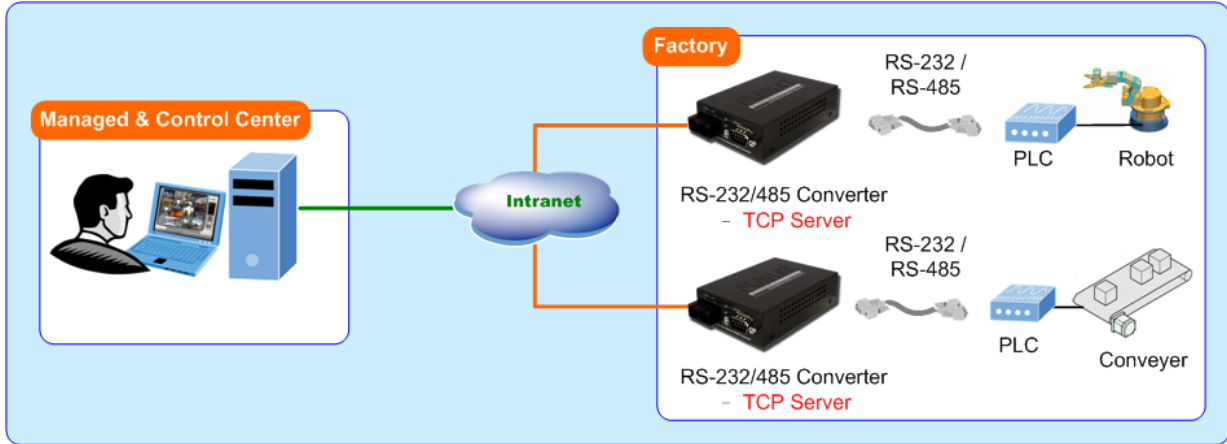 Factory
RS-232 /
RS-485
Managed & Control Center
PLC
Robot
Intranet
RS-232/485 Converter
– TCP Server
RS-232 /
RS-485
PLC
Conveyer
RS-232/485 Converter
– TCP Server